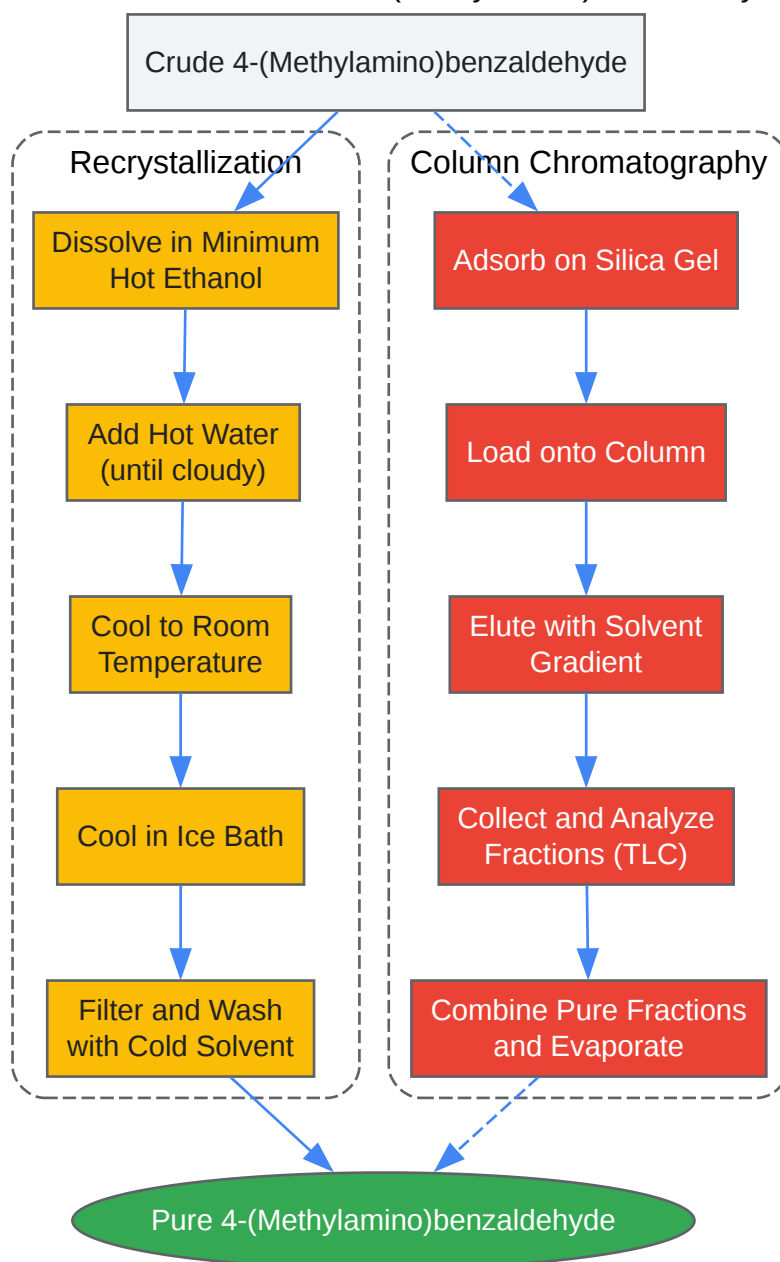 Crude 4-(Methylamino)benzaldehyde
Recrystallization
Dissolve in Minimum
Hot Ethanol
Add Hot Water
(until cloudy)
Cool to Room
Temperature
Cool in Ice Bath
Filter and Wash
with Cold Solvent
Column Chromatography
Adsorb on Silica Gel
Load onto Column
Elute with Solvent
Gradient
Collect and Analyze
Fractions (TLC)
Combine Pure Fractions
and Evaporate
Pure 4-(Methylamino)benzaldehyde